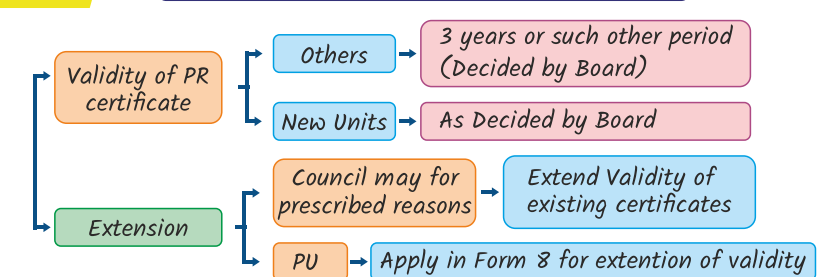 Validity of PR
certificate
Others
3 years or such other period
(Decided by Board)
New Units
As Decided by Board
Extension
Council may for
prescribed reasons
Extend Validity of
existing certificates
PU
Apply in Form 8 for extention of validity